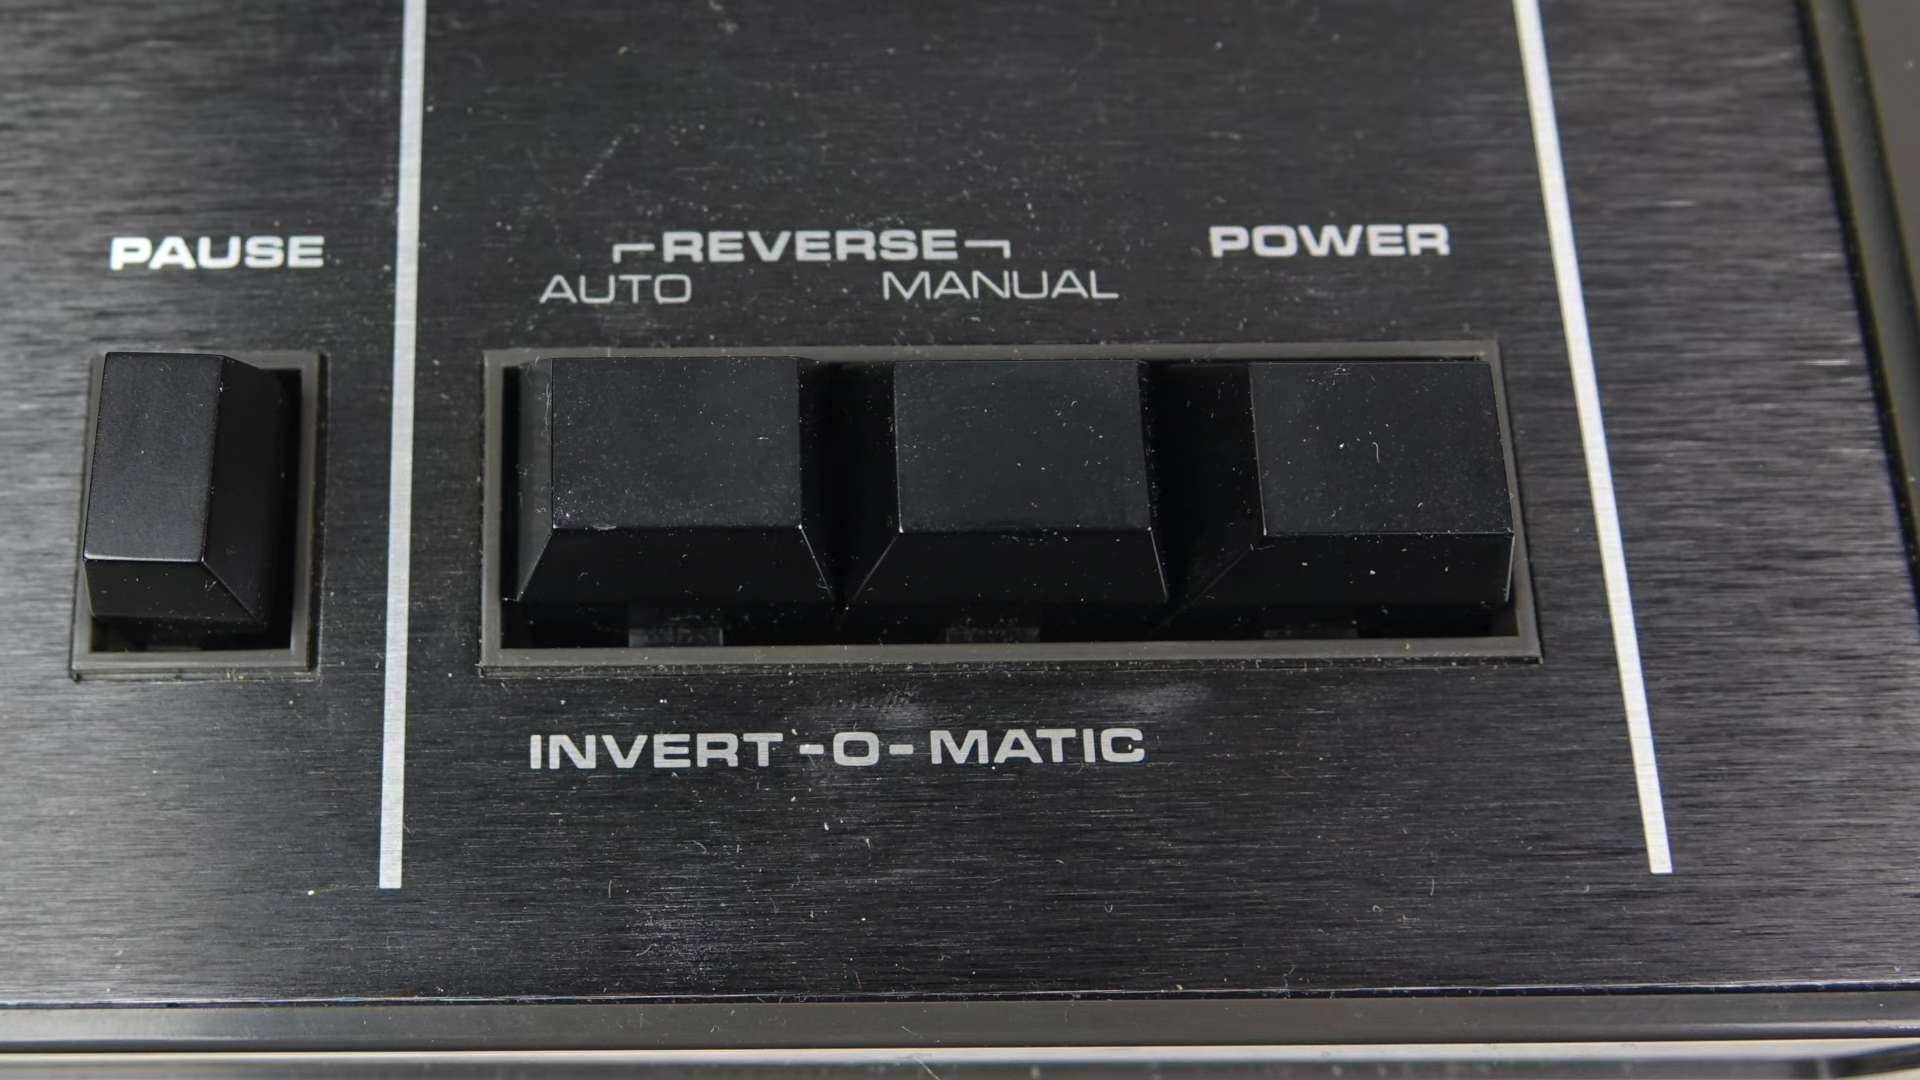 PAUSE
REVERSE
POWER
AUTO MANUAL
INVERT-O-MATIC